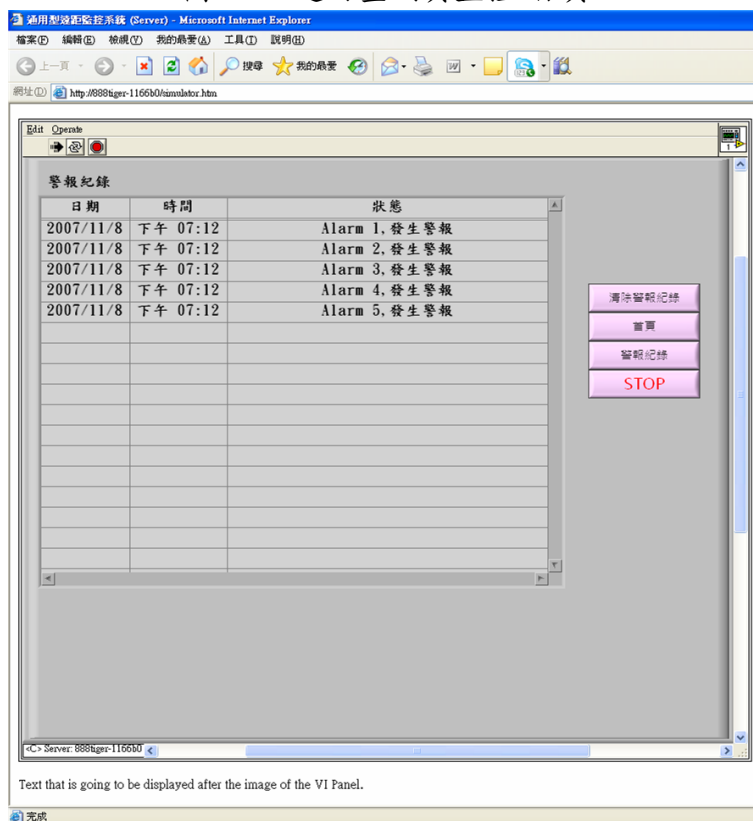 通用型遠距監控系統 (Server) - Microsoft Internet Explorer
檔案(F) 編輯(E) 檢視(V) 我的最愛(A) 工具(T) 說明(H)
上一頁 搜尋 我的最愛
網址(D) http://888tiger-1166b0/simulator.htm
Edit Operate
警報紀錄
日期 時間 狀態
2007/11/8 下午 07:12 Alarm 1,發生警報
2007/11/8 下午 07:12 Alarm 2,發生警報
2007/11/8 下午 07:12 Alarm 3,發生警報
2007/11/8 下午 07:12 Alarm 4,發生警報
2007/11/8 下午 07:12 Alarm 5,發生警報
清除警報紀錄
首頁
警報紀錄
STOP
<C> Server: 888tiger-1166b0
Text that is going to be displayed after the image of the VI Panel.
完成